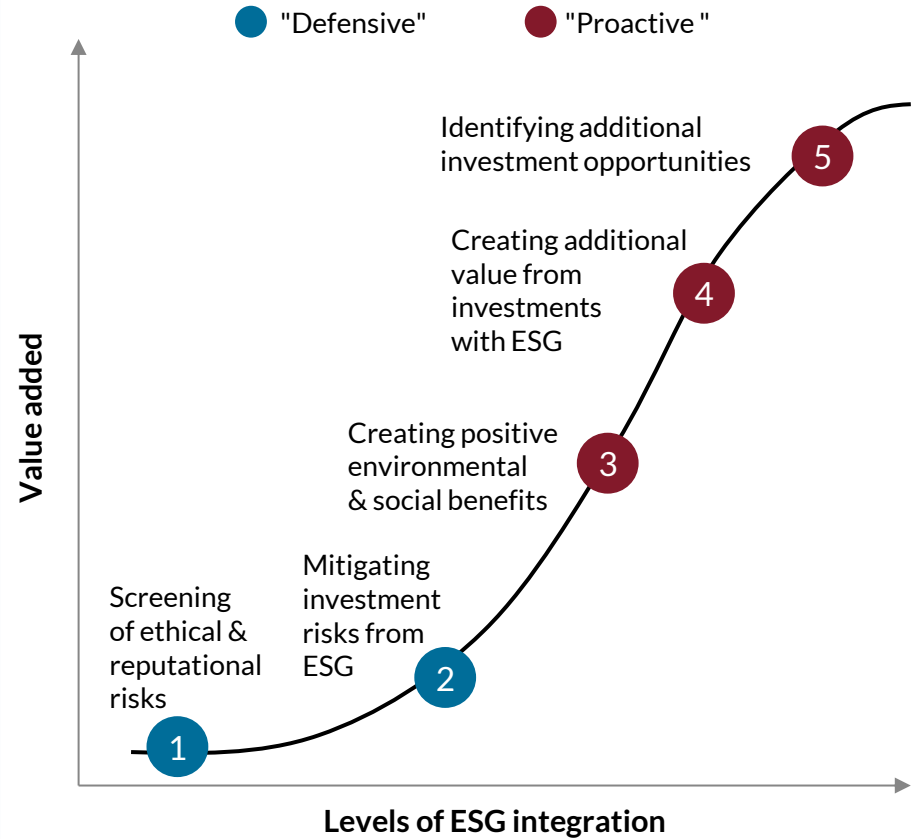 "Defensive"
"Proactive "
Identifying additional
investment opportunities
5
Creating additional
value from
investments
with ESG
4
Creating positive
environmental
& social benefits
3
Mitigating
investment
risks from
ESG
2
Screening
of ethical &
reputational
risks
1
Value added
Levels of ESG integration